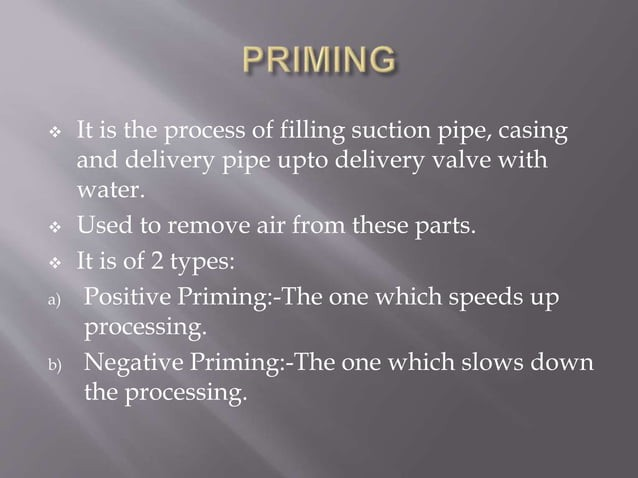 PRIMING
❖ It is the process of filling suction pipe, casing
and delivery pipe upto delivery valve with
water.
❖ Used to remove air from these parts.
❖ It is of 2 types:
a) Positive Priming:-The one which speeds up
processing.
b) Negative Priming:-The one which slows down
the processing.